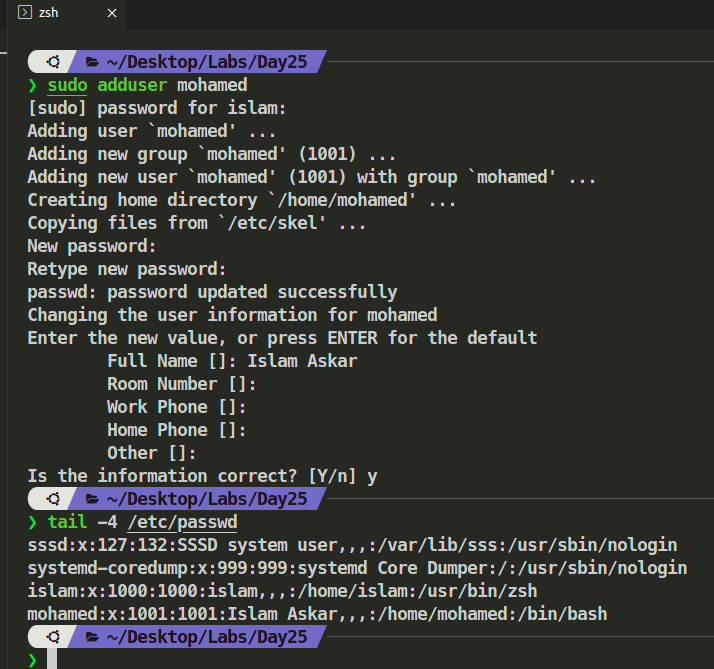 zsh
~/Desktop/Labs/Day25
❯ sudo adduser mohamed
[sudo] password for islam:
Adding user `mohamed' ...
Adding new group `mohamed' (1001) ...
Adding new user `mohamed' (1001) with group `mohamed' ...
Creating home directory `/home/mohamed' ...
Copying files from `/etc/skel' ...
New password:
Retype new password:
passwd: password updated successfully
Changing the user information for mohamed
Enter the new value, or press ENTER for the default
        Full Name []: Islam Askar
        Room Number []:
        Work Phone []:
        Home Phone []:
        Other []:
Is the information correct? [Y/n] y
~/Desktop/Labs/Day25
❯ tail -4 /etc/passwd
sssd:x:127:132:SSSD system user,,,:/var/lib/sss:/usr/sbin/nologin
systemd-coredump:x:999:999:systemd Core Dumper:/:/usr/sbin/nologin
islam:x:1000:1000:islam,,,:/home/islam:/usr/bin/zsh
mohamed:x:1001:1001:Islam Askar,,,:/home/mohamed:/bin/bash
~/Desktop/Labs/Day25
❯